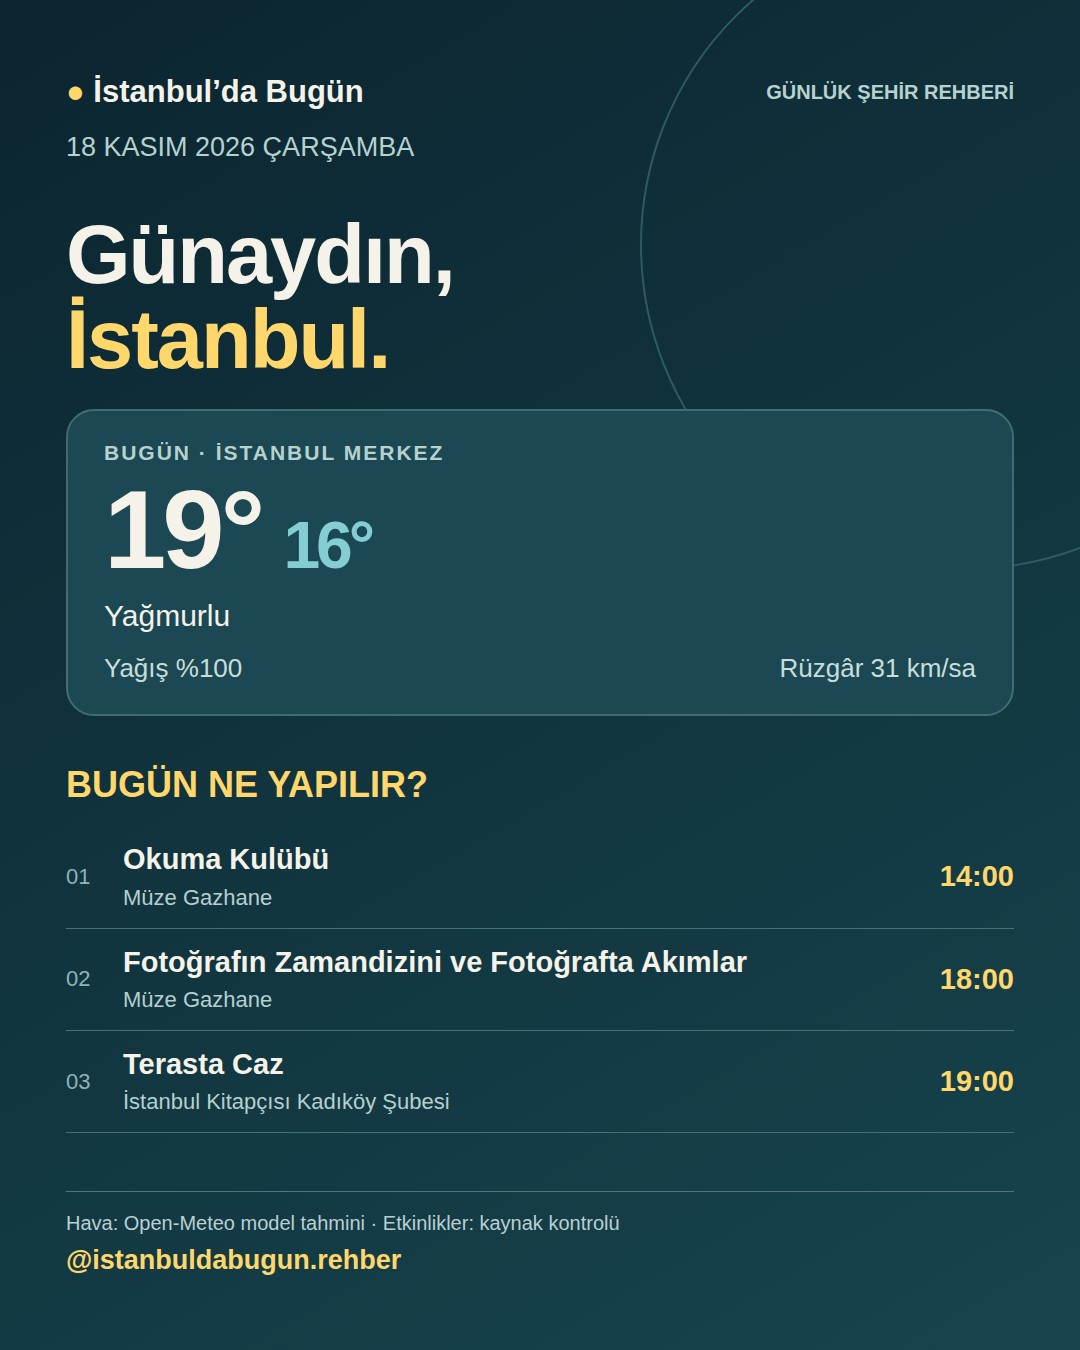 ● İstanbul’da Bugün
GÜNLÜK ŞEHİR REHBERİ
18 KASIM 2026 ÇARŞAMBA
Günaydın,
İstanbul.
BUGÜN · İSTANBUL MERKEZ
19° 16°
Yağmurlu
Yağış %100
Rüzgâr 31 km/sa
BUGÜN NE YAPILIR?
01
Okuma Kulübü
Müze Gazhane
14:00
02
Fotoğrafın Zamandizini ve Fotoğrafta Akımlar
Müze Gazhane
18:00
03
Terasta Caz
İstanbul Kitapçısı Kadıköy Şubesi
19:00
Hava: Open-Meteo model tahmini · Etkinlikler: kaynak kontrolü
@istanbuldabugun.rehber